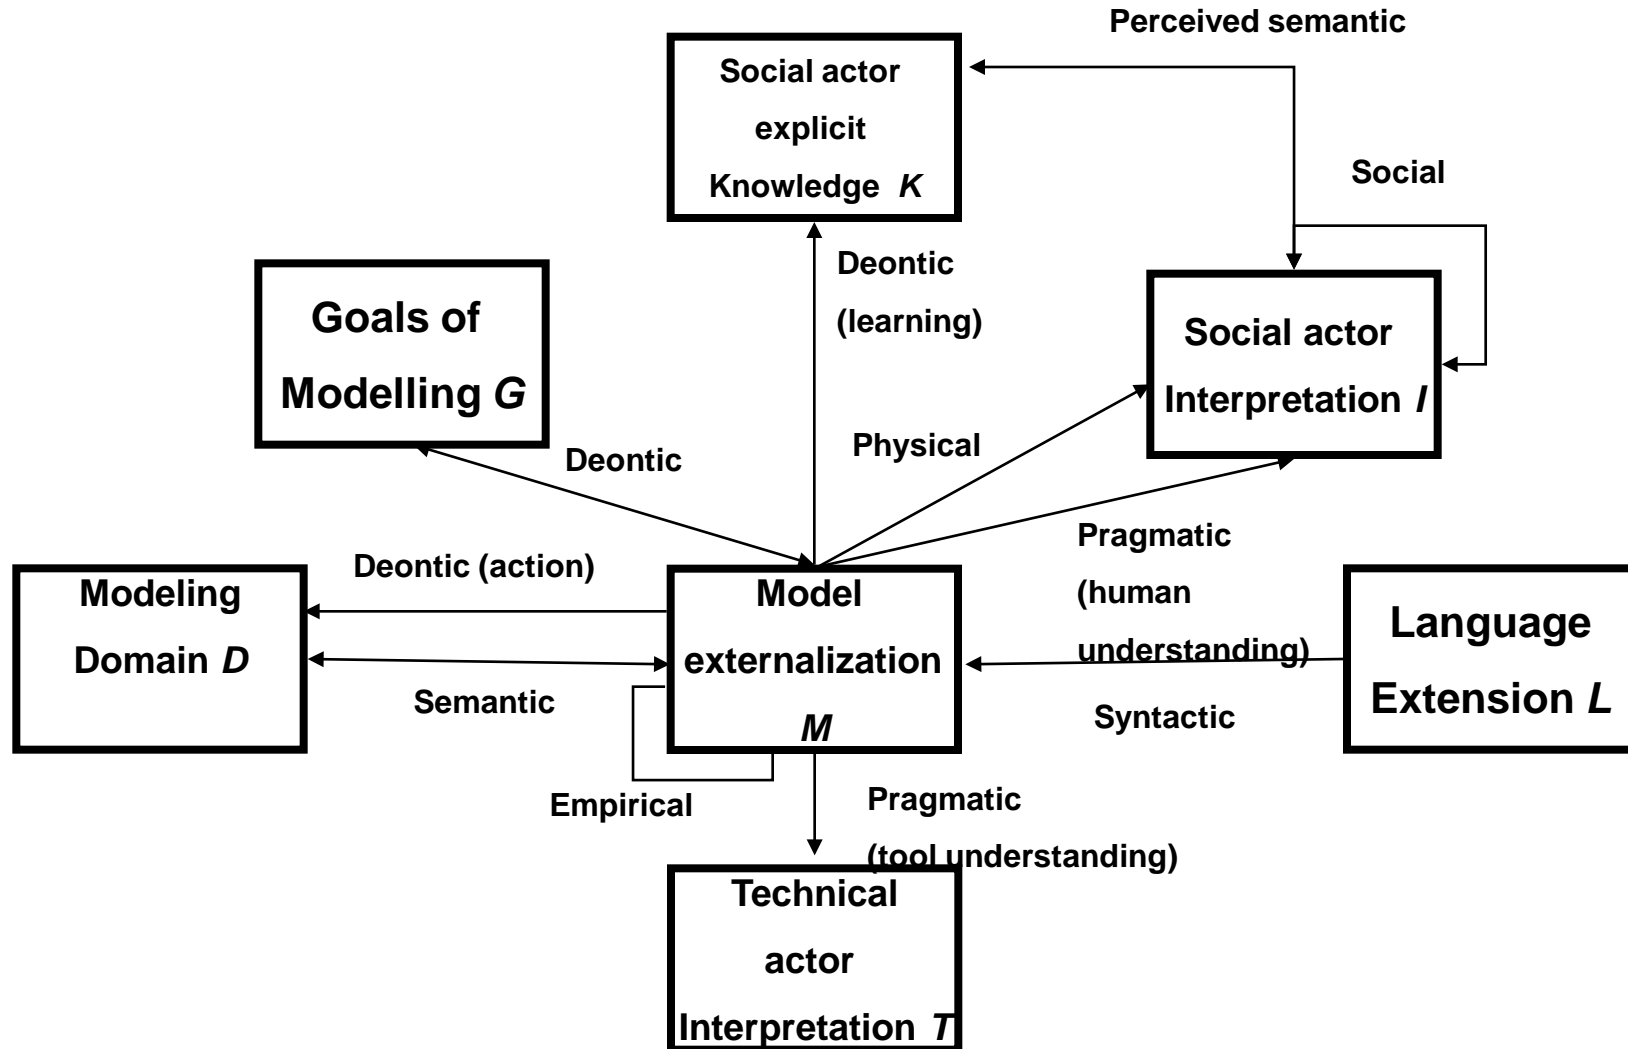 Perceived semantic
Social actor
explicit
Knowledge K
Social
Deontic
(learning)
Goals of
Modelling G
Social actor
Interpretation I
Deontic
Physical
Pragmatic
(human
understanding)
Deontic (action)
Modeling
Domain D
Model
externalization
M
Language
Extension L
Semantic
Syntactic
Empirical
Pragmatic
(tool understanding)
Technical
actor
Interpretation T